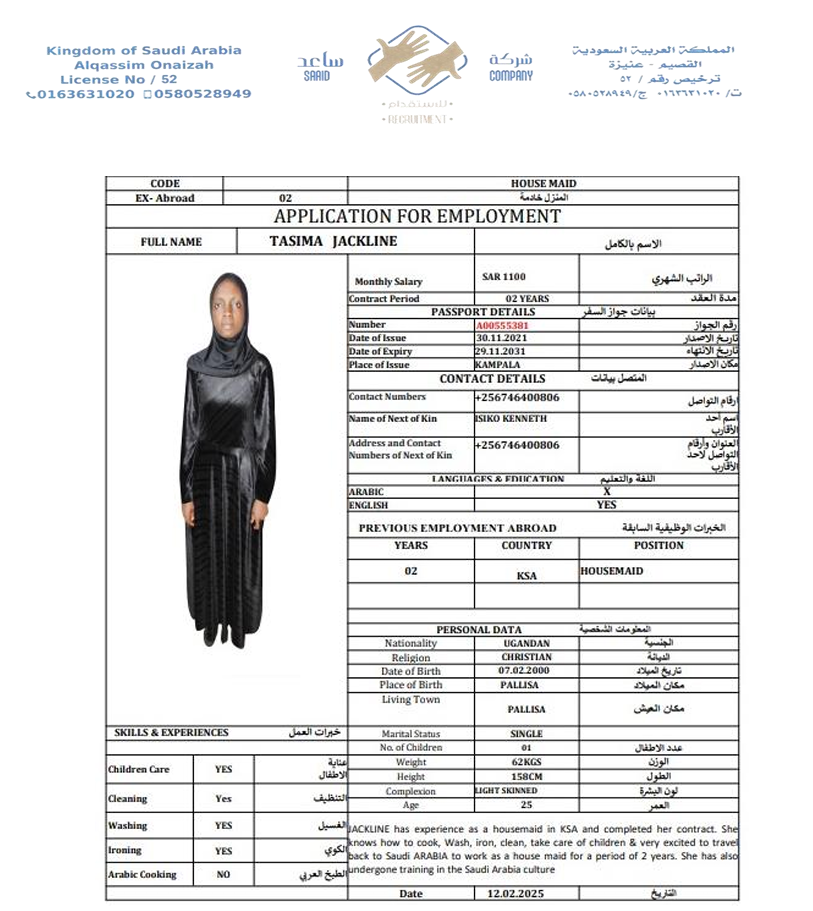 Kingdom of Saudi Arabia
Alqassim Onaizah
License No / 52
0163631020 0580528949
ساعد
SAAID
شركة
COMPANY
للاستقدام
• RECRUITMENT •
المملكة العربية السعودية
القصيم - عنيزة
ترخيص رقم / ٥٢
ت/ ٠١٦٣٦٣١٠٢٠ ج/ ٠٥٨٠٥٢٨٩٤٩
CODE HOUSE MAID
EX- Abroad 02 المنزل خادمة
APPLICATION FOR EMPLOYMENT
FULL NAME TASIMA JACKLINE الاسم بالكامل
Monthly Salary SAR 1100 الراتب الشهري
Contract Period 02 YEARS مدة العقد
PASSPORT DETAILS بيانات جواز السفر
Number A00555381 رقم الجواز
Date of Issue 30.11.2021 تاريخ الاصدار
Date of Expiry 29.11.2031 تاريخ الانتهاء
Place of Issue KAMPALA مكان الاصدار
CONTACT DETAILS المتصل بيانات
Contact Numbers +256746400806 ارقام التواصل
Name of Next of Kin ISIKO KENNETH اسم أحد
الأقارب
Address and Contact +256746400806 العنوان وأرقام
Numbers of Next of Kin التواصل لاحد
الأقارب
LANGUAGES & EDUCATION اللغة والتعليم
ARABIC X
ENGLISH YES
PREVIOUS EMPLOYMENT ABROAD الخبرات الوظيفية السابقة
YEARS COUNTRY POSITION
02 KSA HOUSEMAID
PERSONAL DATA المعلومات الشخصية
Nationality UGANDAN الجنسية
Religion CHRISTIAN الديانة
Date of Birth 07.02.2000 تاريخ الميلاد
Place of Birth PALLISA مكان الميلاد
Living Town PALLISA مكان العيش
SKILLS & EXPERIENCES خبرات العمل
Children Care YES عناية
الاطفال
Cleaning Yes التنظيف
Washing YES الغسيل
Ironing YES الكوي
Arabic Cooking NO الطبخ العربي
Marital Status SINGLE
No. of Children 01 عدد الاطفال
Weight 62KGS الوزن
Height 158CM الطول
Complexion LIGHT SKINNED لون البشرة
Age 25 العمر
JACKLINE has experience as a housemaid in KSA and completed her contract. She
knows how to cook, Wash, iron, clean, take care of children & very excited to travel
back to Saudi ARABIA to work as a house maid for a period of 2 years. She has also
undergone training in the Saudi Arabia culture
Date 12.02.2025 التاريخ